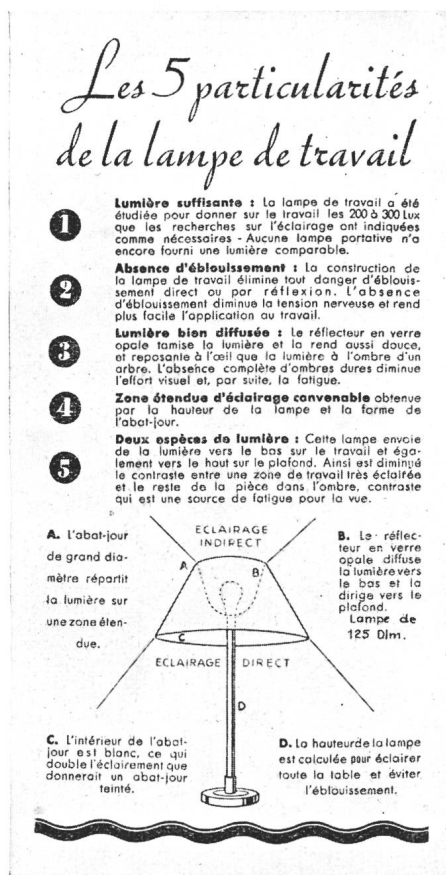 Les 5 particularités
de la lampe de travail
1
Lumière suffisante : La lampe de travail a été
étudiée pour donner sur le travail les 200 à 300 Lux
que les recherches sur l'éclairage ont indiquées
comme nécessaires - Aucune lampe portative n'a
encore fourni une lumière comparable.
2
Absence d'éblouissement : La construction de
la lampe de travail élimine tout danger d'éblouis-
sement direct ou par réflexion. L'absence
d'éblouissement diminue la tension nerveuse et rend
plus facile l'application au travail.
3
Lumière bien diffusée : Le réflecteur en verre
opale tamise la lumière et la rend aussi douce,
et reposante à l'œil que la lumière à l'ombre d'un
arbre. L'absence complète d'ombres dures diminue
l'effort visuel et, par suite, la fatigue.
4
Zone étendue d'éclairage convenable obtenue
par la hauteur de la lampe et la forme de
l'abat-jour.
5
Deux espèces de lumière : Cette lampe envoie
de la lumière vers le bas sur le travail et éga-
lement vers le haut sur le plafond. Ainsi est diminué
le contraste entre une zone de travail très éclairée
et le reste de la pièce dans l'ombre, contraste
qui est une source de fatigue pour la vue.
A. L'abat-jour
de grand dia-
mètre répartit
la lumière sur
une zone éten-
due.
ECLAIRAGE
INDIRECT
A
B
C
ECLAIRAGE DIRECT
D
B. Le réflec-
teur en verre
opale diffuse
la lumière vers
le bas et la
dirige vers le
plafond.
Lampe de
125 Dlm.
C. L'intérieur de l'abat-
jour est blanc, ce qui
double l'éclairement que
donnerait un abat-jour
teinté.
D. La hauteur de la lampe
est calculée pour éclairer
toute la table et éviter
l'éblouissement.